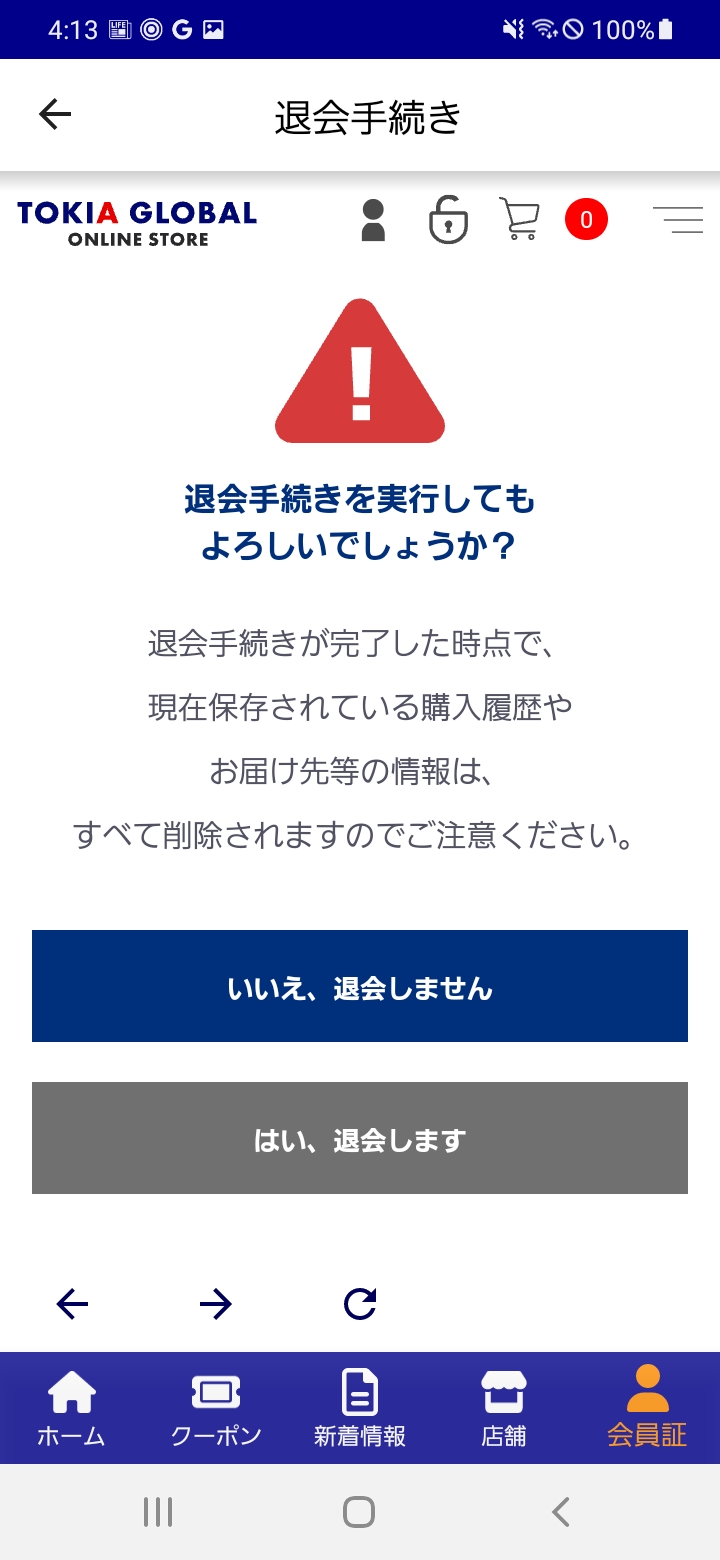 4:13
100%
退会手続き
TOKIA GLOBAL
ONLINE STORE
0
退会手続きを実行しても
よろしいでしょうか？
退会手続きが完了した時点で、
現在保存されている購入履歴や
お届け先等の情報は、
すべて削除されますのでご注意ください。
いいえ、退会しません
はい、退会します
ホーム
クーポン
新着情報
店舗
会員証